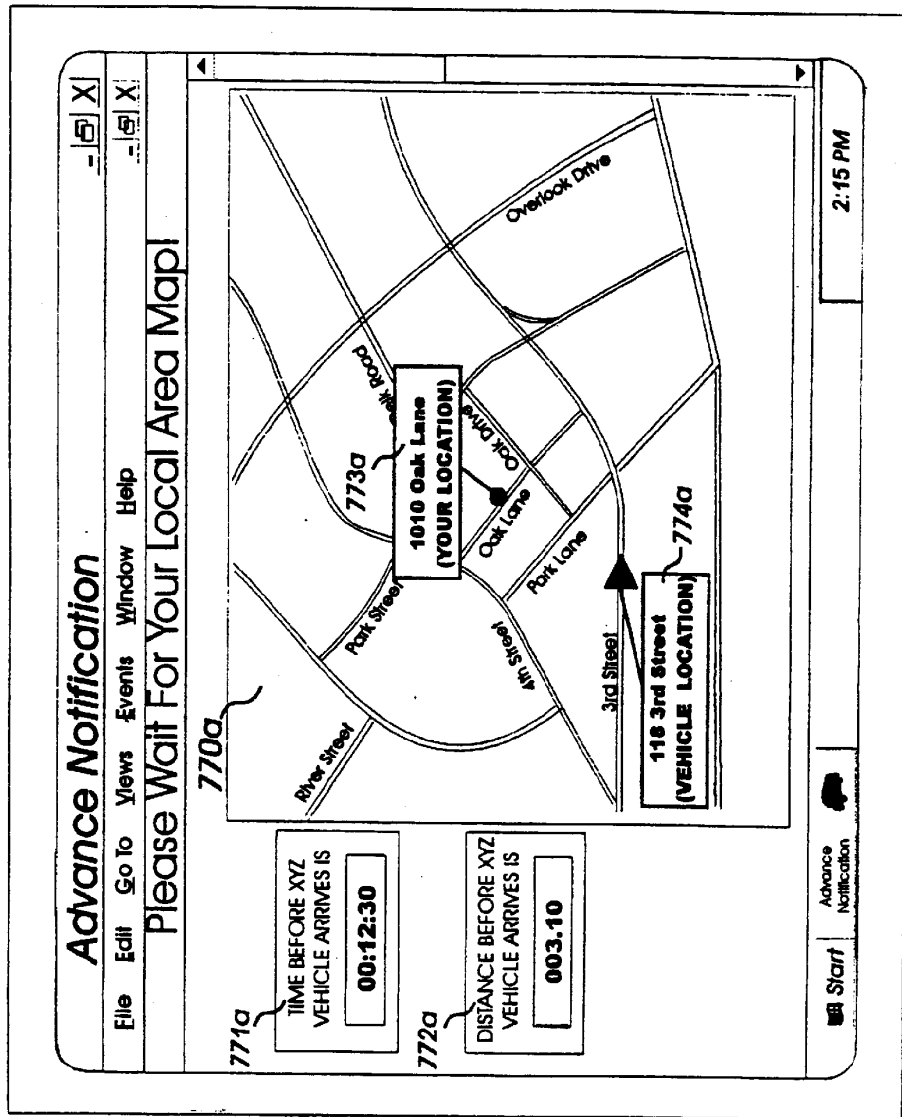 Advance Notification
File Edit Go To Views Events Window Help
Please Wait For Your Local Area Map!
771a
TIME BEFORE XYZ
VEHICLE ARRIVES IS
00:12:30
772a
DISTANCE BEFORE XYZ
VEHICLE ARRIVES IS
003.10
770a
River Street
Park Street
4th Street
773a
1010 Oak Lane
(YOUR LOCATION)
Road
Oak Drive
Oak Lane
Park Lane
Overlook Drive
3rd Street
118 3rd Street
(VEHICLE LOCATION)
774a
Start
Advance
Notification
2:15 PM